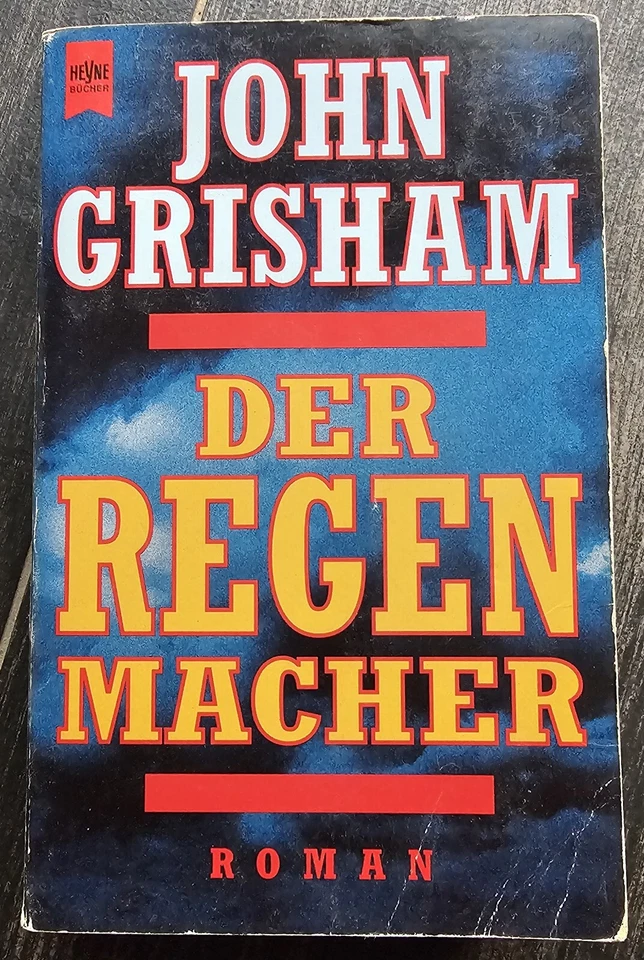 HEYNE
BÜCHER
JOHN
GRISHAM
DER
REGEN
MACHER
ROMAN